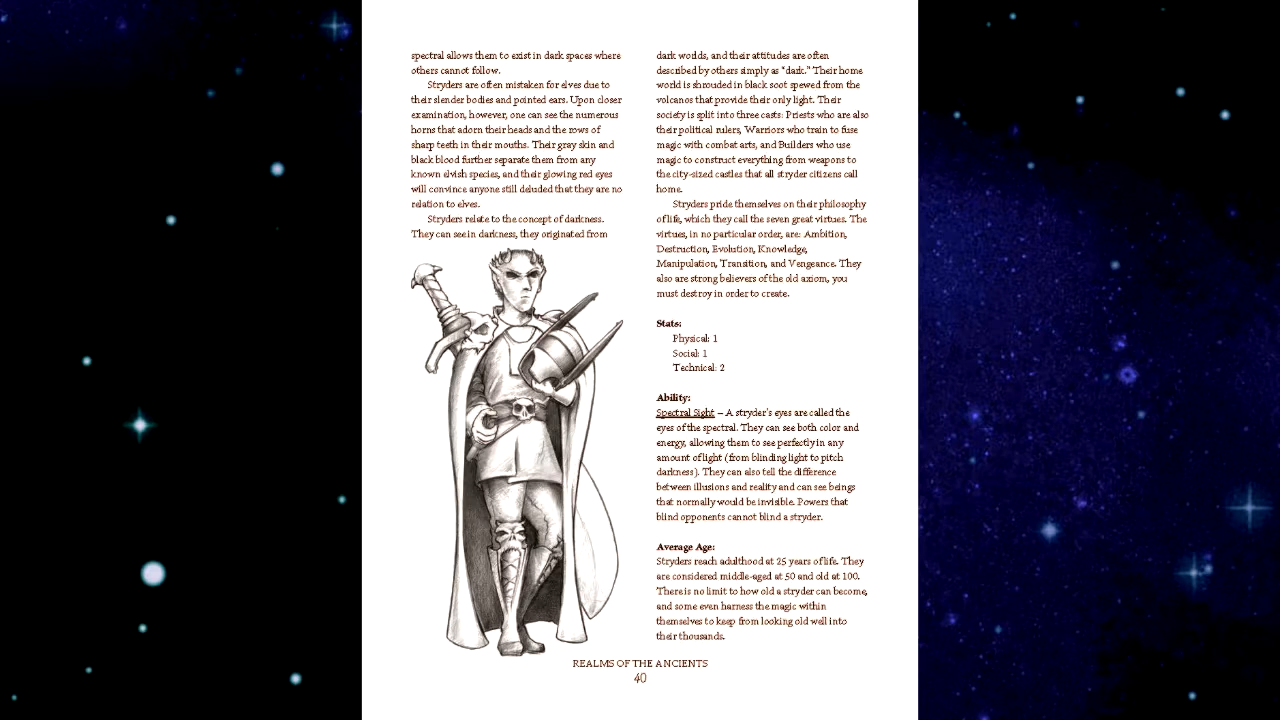 spectral allows them to exist in dark spaces where
others cannot follow.
Stryders are often mistaken for elves due to
their slender bodies and pointed ears. Upon closer
examination, however, one can see the numerous
horns that adorn their heads and the rows of
sharp teeth in their mouths. Their gray skin and
black blood further separate them from any
known elvish species, and their glowing red eyes
will convince anyone still deluded that they are no
relation to elves.
Stryders relate to the concept of darkness.
They can see in darkness, they originated from
dark worlds, and their attitudes are often
described by others simply as “dark.” Their home
world is shrouded in black soot spewed from the
volcanos that provide their only light. Their
society is split into three casts: Priests who are also
their political rulers, Warriors who train to fuse
magic with combat arts, and Builders who use
magic to construct everything from weapons to
the city-sized castles that all stryder citizens call
home.
Stryders pride themselves on their philosophy
of life, which they call the seven great virtues. The
virtues, in no particular order, are: Ambition,
Destruction, Evolution, Knowledge,
Manipulation, Transition, and Vengeance. They
also are strong believers of the old axiom, you
must destroy in order to create.
Stats:
Physical: 1
Social: 1
Technical: 2
Ability:
Spectral Sight – A stryder's eyes are called the
eyes of the spectral. They can see both color and
energy, allowing them to see perfectly in any
amount of light (from blinding light to pitch
darkness). They can also tell the difference
between illusions and reality and can see beings
that normally would be invisible. Powers that
blind opponents cannot blind a stryder.
Average Age:
Stryders reach adulthood at 25 years of life. They
are considered middle-aged at 50 and old at 100.
There is no limit to how old a stryder can become,
and some even harness the magic within
themselves to keep from looking old well into
their thousands.
REALMS OF THE ANCIENTS
40